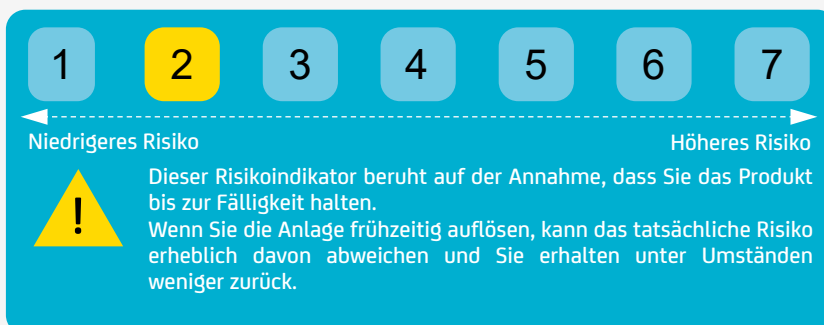 1 2 3 4 5 6 7
Niedrigeres Risiko Höheres Risiko
!
Dieser Risikoindikator beruht auf der Annahme, dass Sie das Produkt
bis zur Fälligkeit halten.
Wenn Sie die Anlage frühzeitig auflösen, kann das tatsächliche Risiko
erheblich davon abweichen und Sie erhalten unter Umständen
weniger zurück.